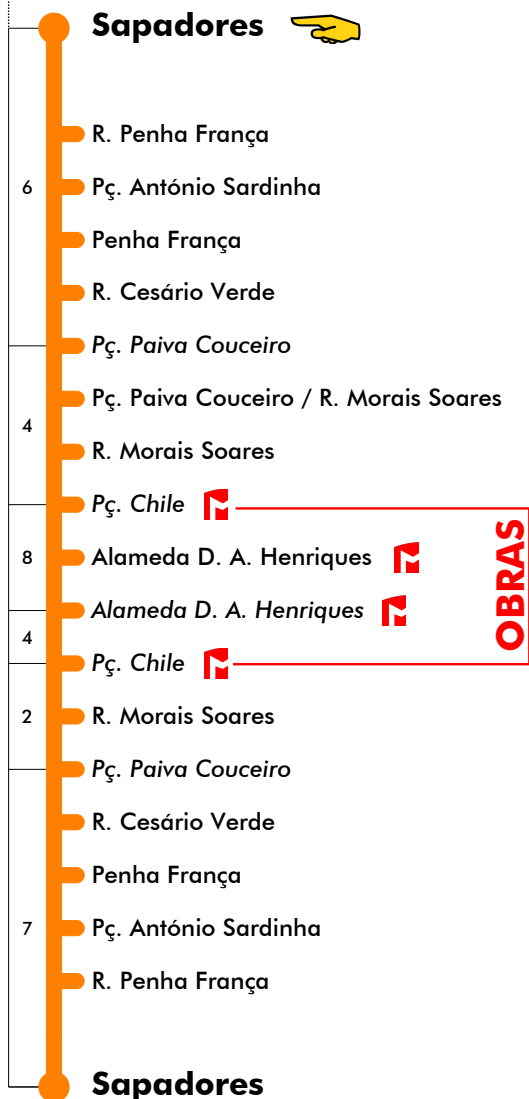 Sapadores
R. Penha França
6
Pç. António Sardinha
Penha França
R. Cesário Verde
Pç. Paiva Couceiro
Pç. Paiva Couceiro / R. Morais Soares
4
R. Morais Soares
Pç. Chile
8
Alameda D. A. Henriques
OBRAS
Alameda D. A. Henriques
4
Pç. Chile
2
R. Morais Soares
Pç. Paiva Couceiro
R. Cesário Verde
Penha França
7
Pç. António Sardinha
R. Penha França
Sapadores